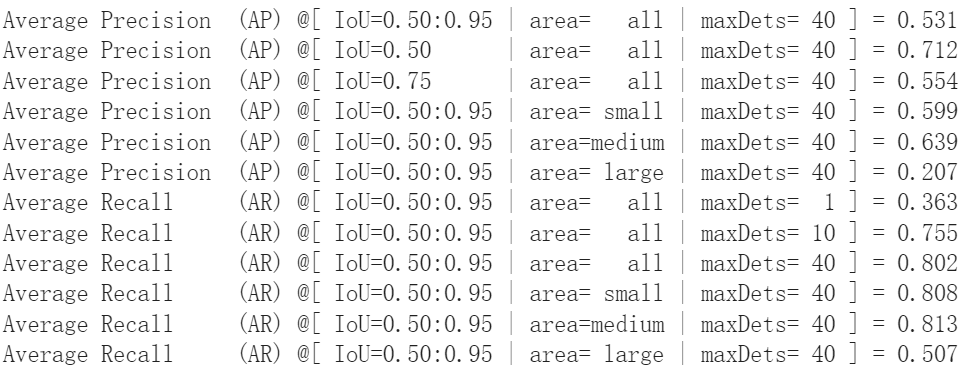 Average Precision  (AP) @[ IoU=0.50:0.95 | area=   all | maxDets= 40 ] = 0.531
Average Precision  (AP) @[ IoU=0.50      | area=   all | maxDets= 40 ] = 0.712
Average Precision  (AP) @[ IoU=0.75      | area=   all | maxDets= 40 ] = 0.554
Average Precision  (AP) @[ IoU=0.50:0.95 | area= small | maxDets= 40 ] = 0.599
Average Precision  (AP) @[ IoU=0.50:0.95 | area=medium | maxDets= 40 ] = 0.639
Average Precision  (AP) @[ IoU=0.50:0.95 | area= large | maxDets= 40 ] = 0.207
Average Recall     (AR) @[ IoU=0.50:0.95 | area=   all | maxDets=  1 ] = 0.363
Average Recall     (AR) @[ IoU=0.50:0.95 | area=   all | maxDets= 10 ] = 0.755
Average Recall     (AR) @[ IoU=0.50:0.95 | area=   all | maxDets= 40 ] = 0.802
Average Recall     (AR) @[ IoU=0.50:0.95 | area= small | maxDets= 40 ] = 0.808
Average Recall     (AR) @[ IoU=0.50:0.95 | area=medium | maxDets= 40 ] = 0.813
Average Recall     (AR) @[ IoU=0.50:0.95 | area= large | maxDets= 40 ] = 0.507